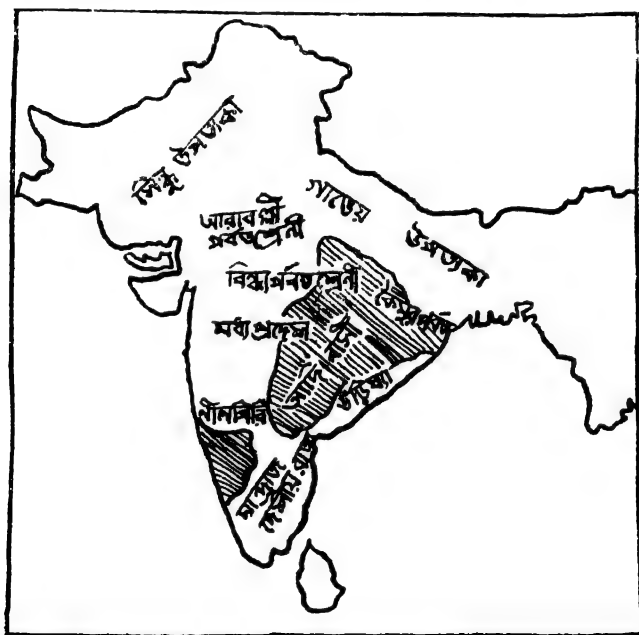 সিন্ধু উপত্যকা
গাঙ্গেয়
উপত্যকা
আরাবল্লী
পর্বতশ্রেণী
বিন্ধ্যপর্বতশ্রেণী
মধ্যপ্রদেশ
উড়িষ্যা
নীলগিরি
মাদ্রাজ
দেশীয় রাজ্য